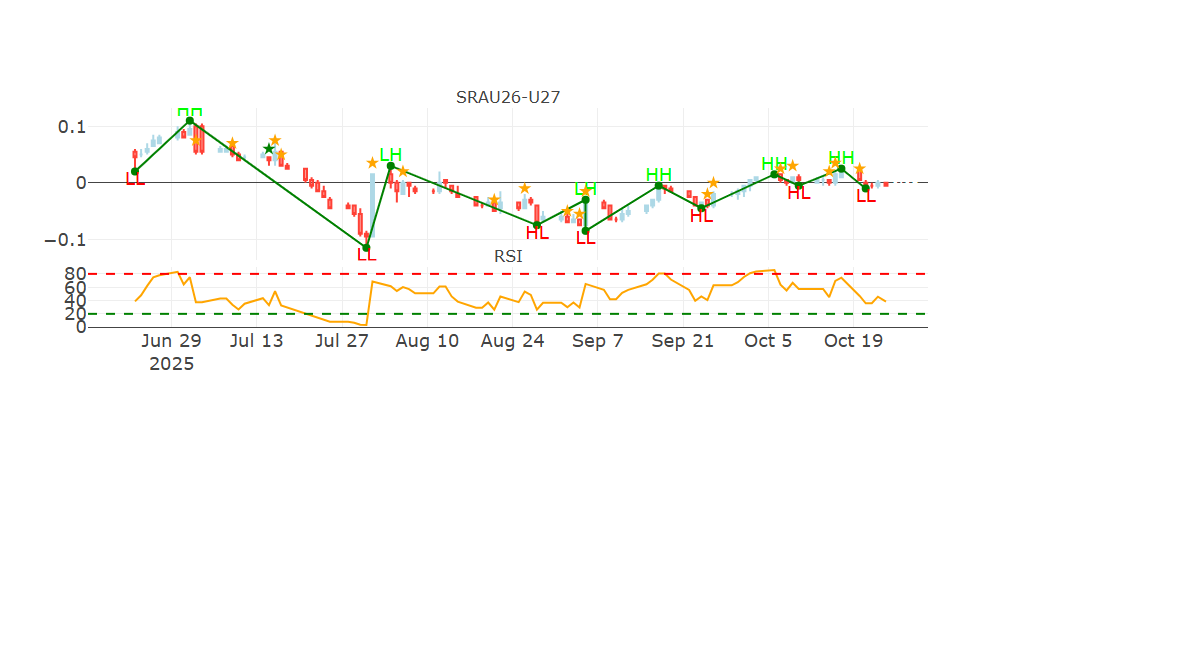 SRAU26-U27
HH
0.1
LH
HH
HH
HH
LH
0
LL
HL
HL
LL
HL
LL
−0.1
LL
RSI
80
60
40
20
0
Jun 29 Jul 13 Jul 27 Aug 10 Aug 24 Sep 7 Sep 21 Oct 5 Oct 19
2025